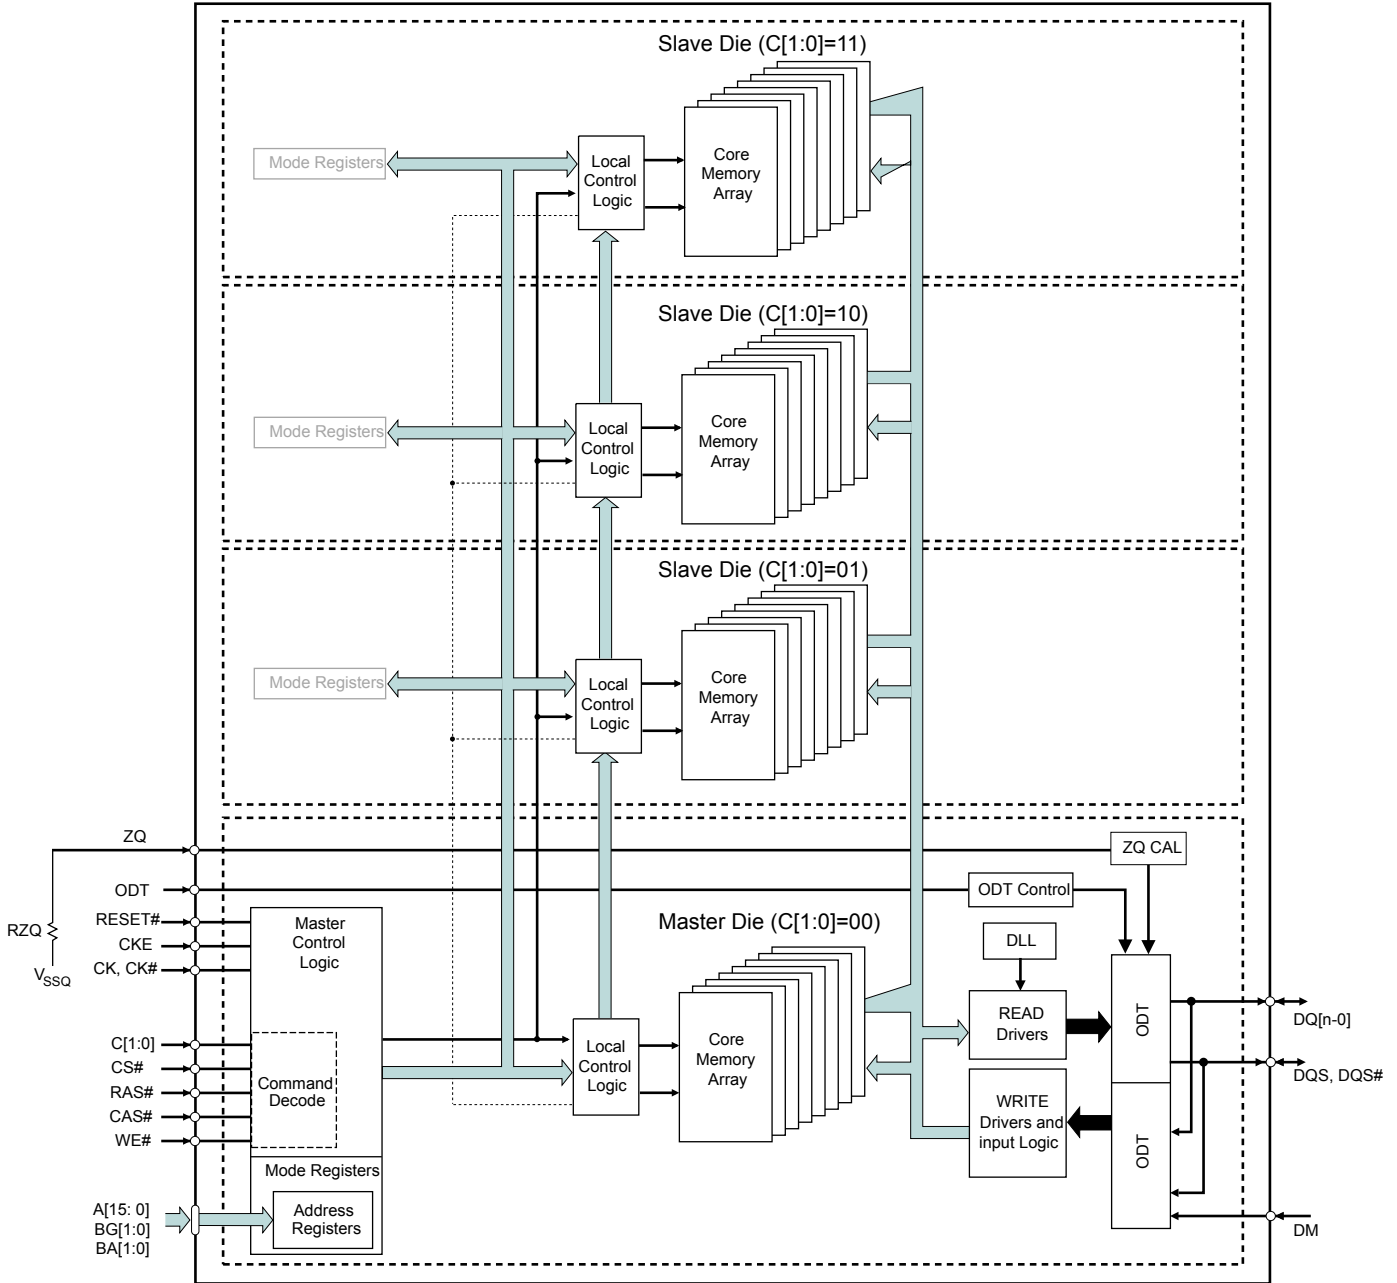 Slave Die (C[1:0]=11)
Mode Registers
Local
Control
Logic
Core
Memory
Array
Slave Die (C[1:0]=10)
Mode Registers
Local
Control
Logic
Core
Memory
Array
Slave Die (C[1:0]=01)
Mode Registers
Local
Control
Logic
Core
Memory
Array
ZQ
ZQ CAL
ODT
ODT Control
RESET#
RZQ
CKE
CK, CK#
VSSQ
Master
Control
Logic
Master Die (C[1:0]=00)
DLL
READ
Drivers
ODT
DQ[n-0]
C[1:0]
CS#
RAS#
CAS#
WE#
Command
Decode
Local
Control
Logic
Core
Memory
Array
WRITE
Drivers and
input Logic
ODT
DQS, DQS#
Mode Registers
A[15: 0]
BG[1:0]
BA[1:0]
Address
Registers
DM